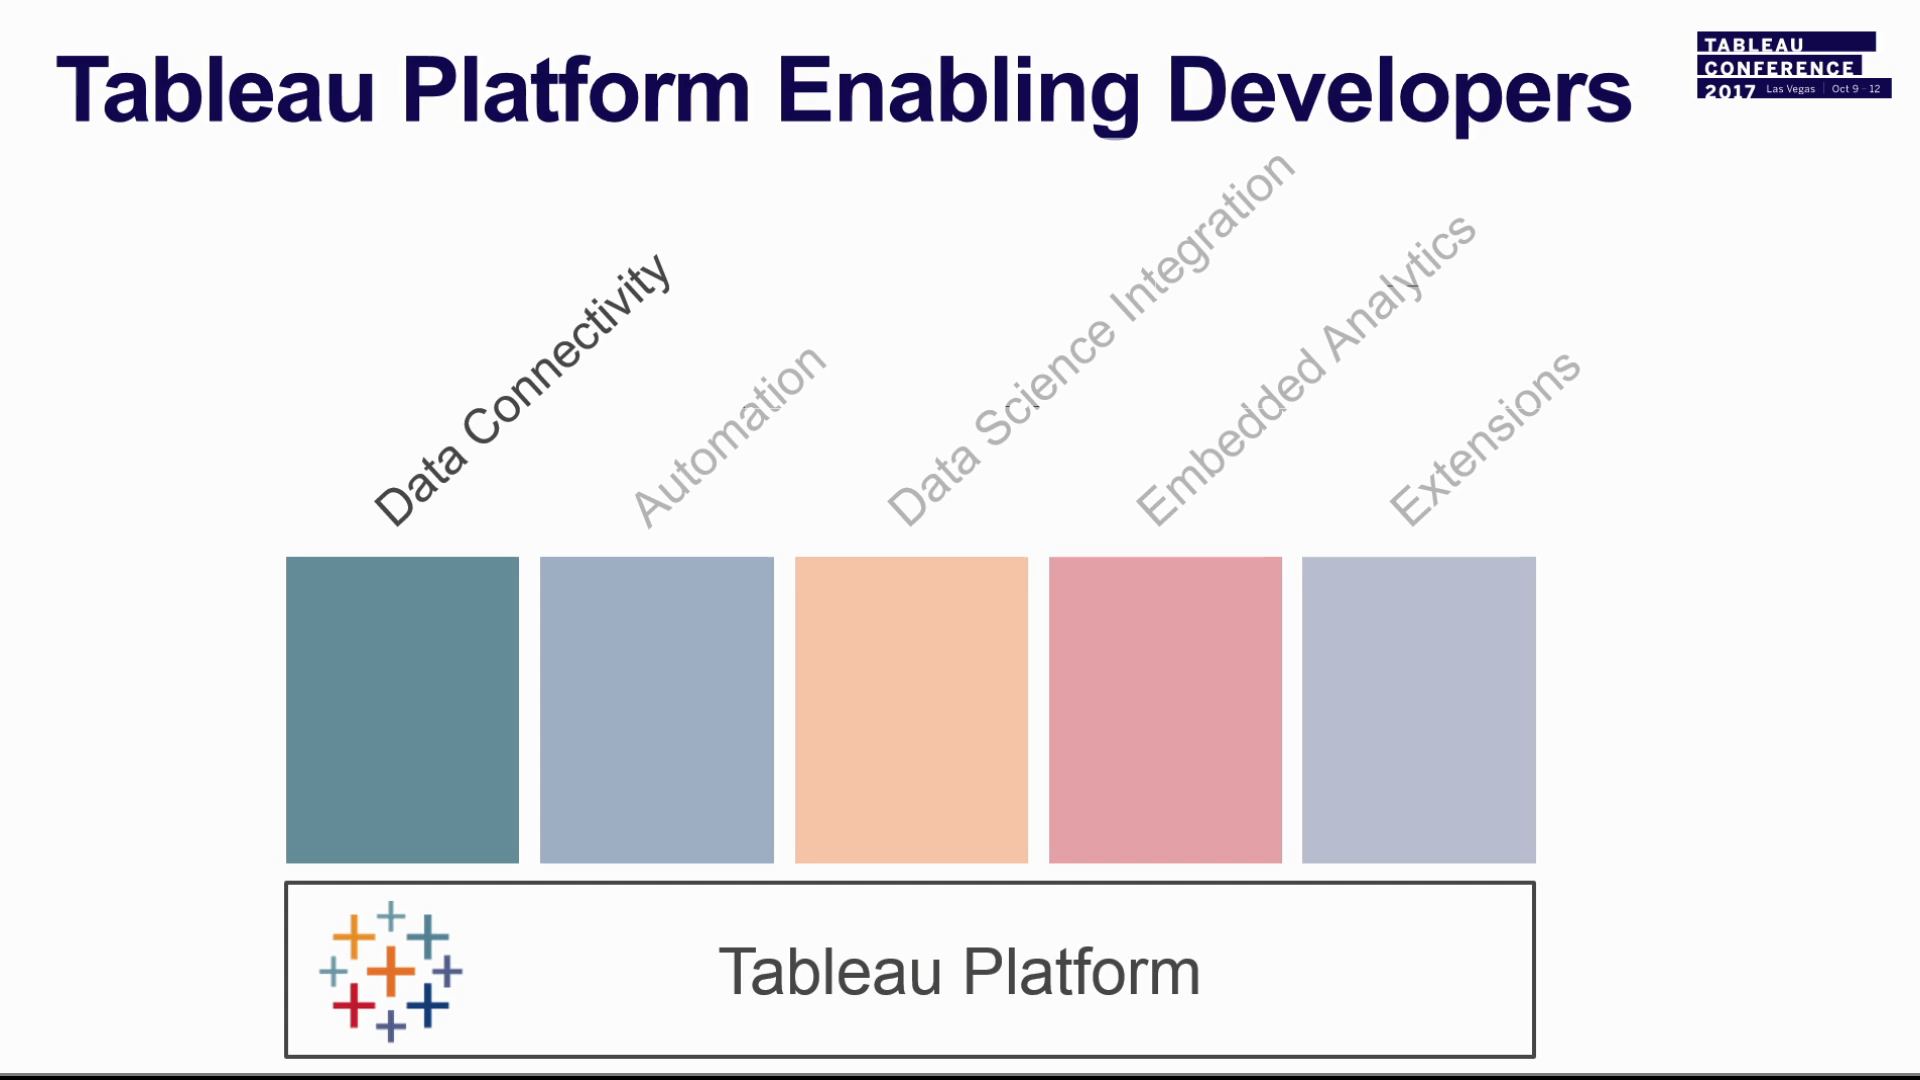 Tableau Platform Enabling Developers
TABLEAU
CONFERENCE
2017 Las Vegas | Oct 9 - 12
Data Connectivity
Automation
Data Science Integration
Embedded Analytics
Extensions
Tableau Platform